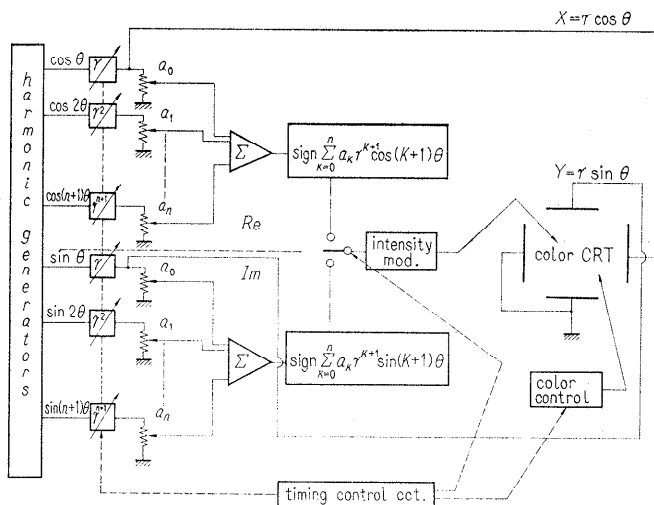 X = r cos θ
harmonic generators
cos θ
r
a₀
cos 2θ
r²
a₁
cos(n+1)θ
rⁿ⁺¹
aₙ
Σ
sign Σ_{K=0}^{n} a_K r^{K+1} cos(K+1)θ
Re
Y = r sin θ
intensity mod.
color CRT
sin θ
r
a₀
Im
sin 2θ
r²
a₁
sin(n+1)θ
rⁿ⁺¹
aₙ
Σ
sign Σ_{K=0}^{n} a_K r^{K+1} sin(K+1)θ
color control
timing control cct.